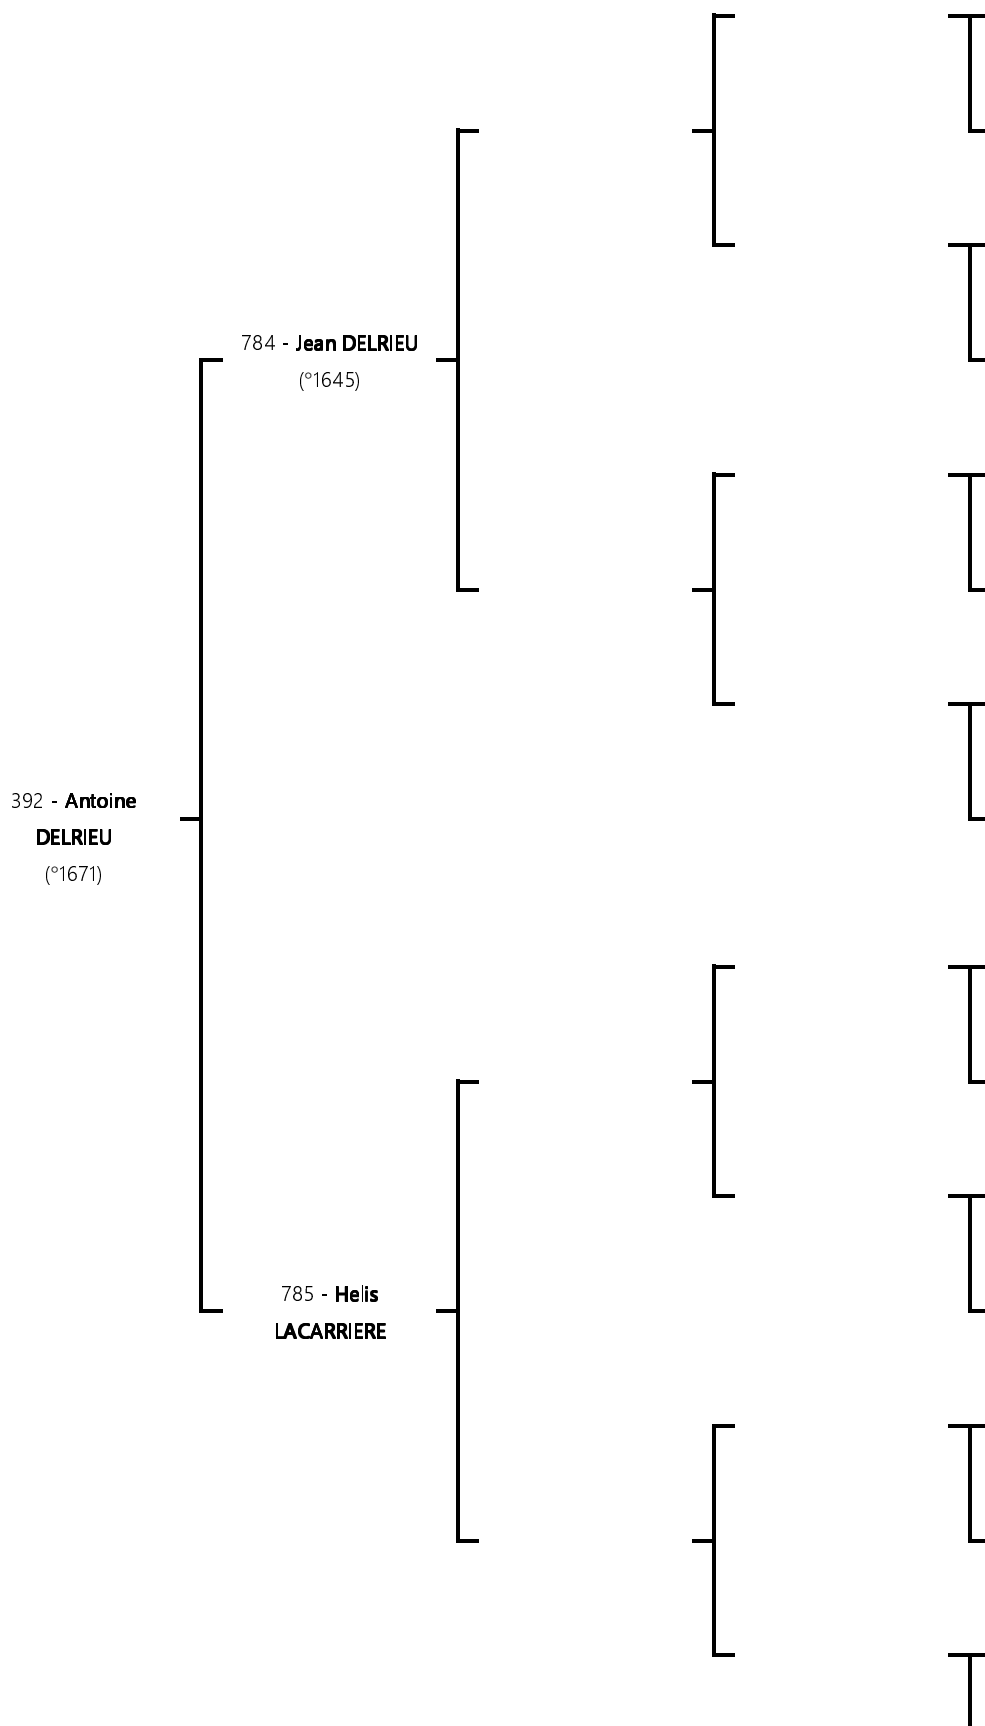 784 - Jean DELRIEU
(°1645)
392 - Antoine
DELRIEU
(°1671)
785 - Helis
LACARRIERE